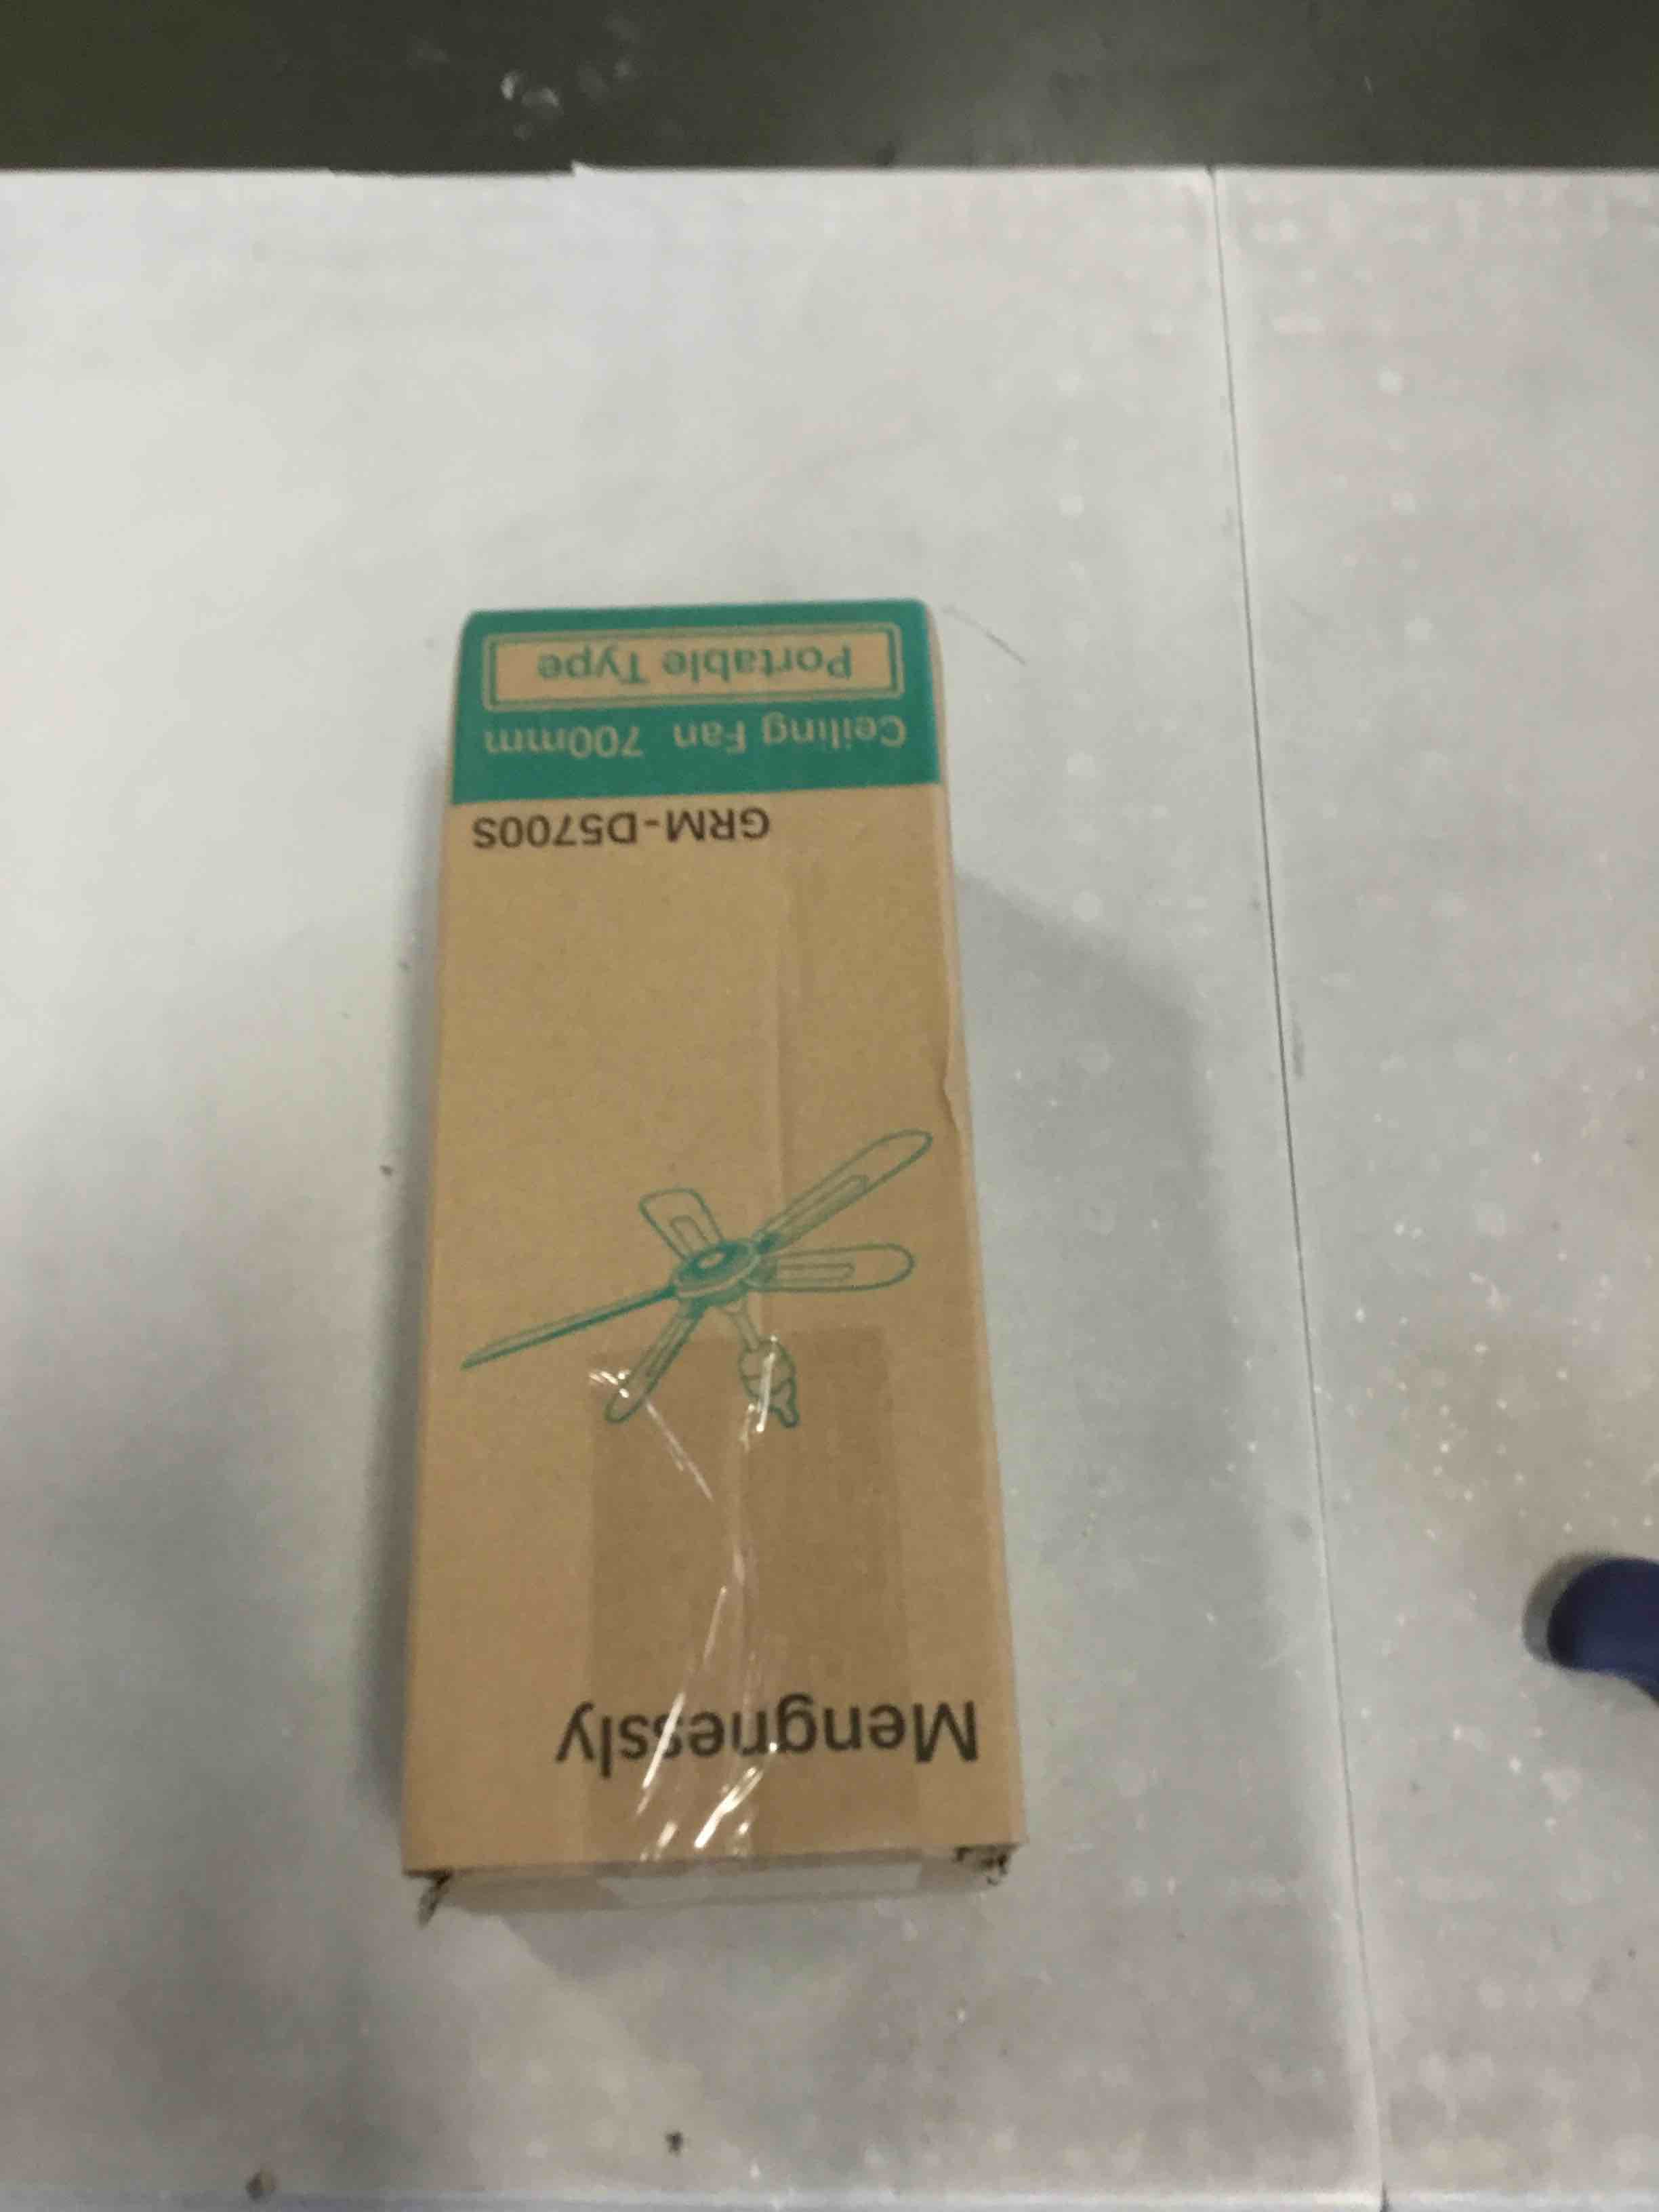 Mengnessly
GRM-D5700S
Ceiling Fan 700mm
Portable Type